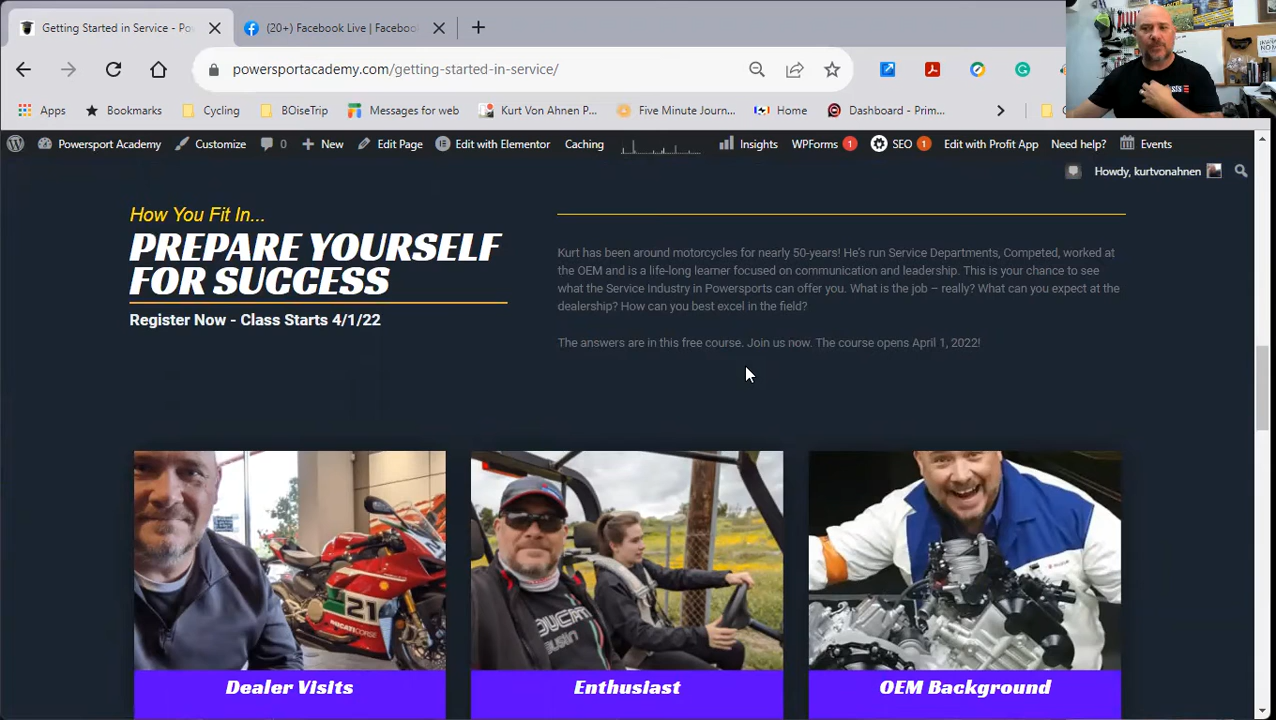 Getting Started in Service - Po
(20+) Facebook Live | Faceboo
powersportacademy.com/getting-started-in-service/
Apps
Bookmarks
Cycling
BOiseTrip
Messages for web
Kurt Von Ahnen P...
Five Minute Journ...
Home
Dashboard - Prim...
Powersport Academy
Customize
0
New
Edit Page
Edit with Elementor
Caching
Insights
WPForms 1
SEO 1
Edit with Profit App
Need help?
Events
Howdy, kurtvonahnen
How You Fit In...
PREPARE YOURSELF
FOR SUCCESS
Register Now - Class Starts 4/1/22
Kurt has been around motorcycles for nearly 50-years! He's run Service Departments, Competed, worked at
the OEM and is a life-long learner focused on communication and leadership. This is your chance to see
what the Service Industry in Powersports can offer you. What is the job – really? What can you expect at the
dealership? How can you best excel in the field?
The answers are in this free course. Join us now. The course opens April 1, 2022!
21
DUCATICORSE
DUCATI
Dealer Visits
Enthusiast
OEM Background